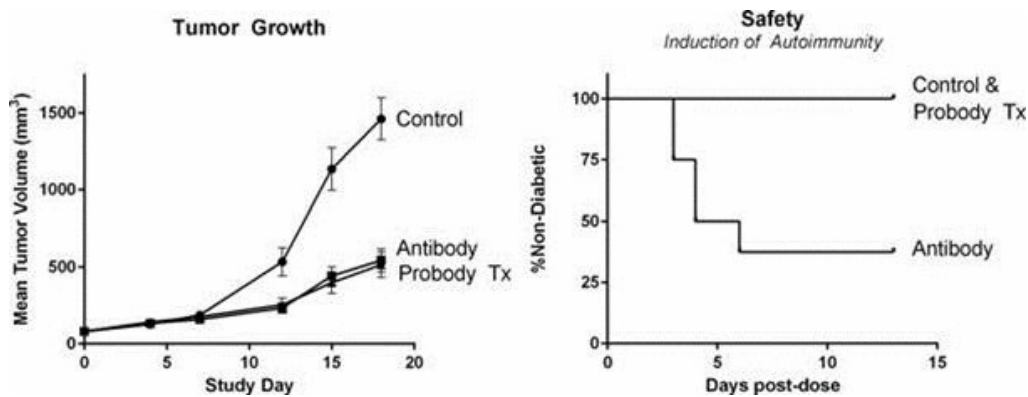 Tumor Growth
Mean Tumor Volume (mm³)
1500
1000
500
0
Control
Antibody
Probody Tx
0 5 10 15 20
Study Day
Safety
Induction of Autoimmunity
%Non-Diabetic
100
75
50
25
0
Control &
Probody Tx
Antibody
0 5 10 15
Days post-dose